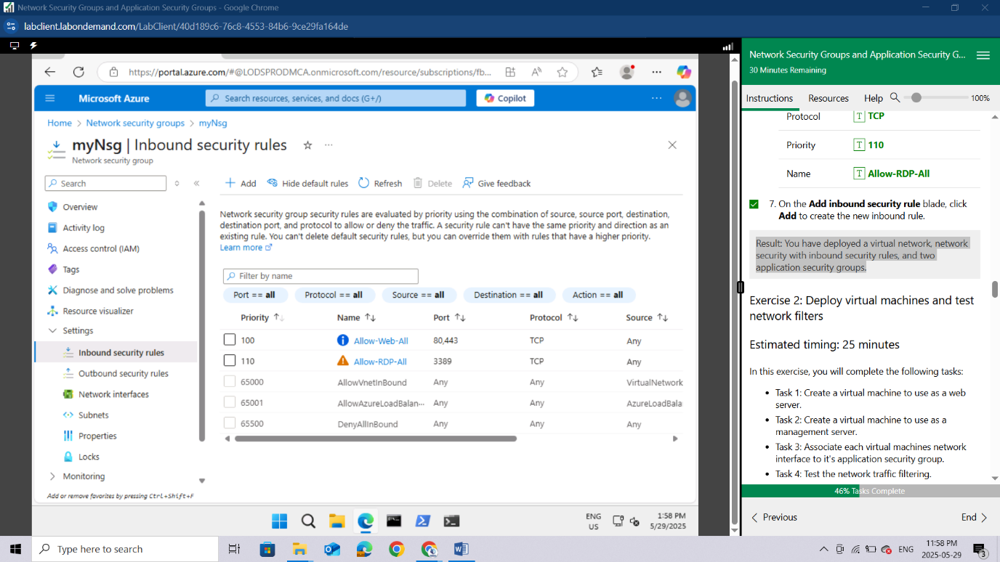 Network Security Groups and Application Security Groups - Google Chrome
labclient.labondemand.com/LabClient/40d189c6-76c8-4553-84b6-9ce29fa164de
https://portal.azure.com/#@LODSPRODMCA.onmicrosoft.com/resource/subscriptions/fb...
Microsoft Azure
Search resources, services, and docs (G+/)
Copilot
Home > Network security groups > myNsg
myNsg | Inbound security rules
Network security group
Search
Add
Hide default rules
Refresh
Delete
Give feedback
Overview
Activity log
Access control (IAM)
Tags
Diagnose and solve problems
Resource visualizer
Settings
Inbound security rules
Outbound security rules
Network interfaces
Subnets
Properties
Locks
Monitoring
Add or remove favorites by pressing Ctrl+Shift+F
Network security group security rules are evaluated by priority using the combination of source, source port, destination,
destination port, and protocol to allow or deny the traffic. A security rule can't have the same priority and direction as an
existing rule. You can't delete default security rules, but you can override them with rules that have a higher priority.
Learn more
Filter by name
Port == all Protocol == all Source == all Destination == all Action == all
Priority Name Port Protocol Source
100 Allow-Web-All 80,443 TCP Any
110 Allow-RDP-All 3389 TCP Any
65000 AllowVnetInBound Any Any VirtualNetwork
65001 AllowAzureLoadBalan... Any Any AzureLoadBala
65500 DenyAllInBound Any Any Any
ENG
US
1:58 PM
5/29/2025
Network Security Groups and Application Security G...
30 Minutes Remaining
Instructions Resources Help 100%
Protocol T TCP
Priority T 110
Name T Allow-RDP-All
7. On the Add inbound security rule blade, click
Add to create the new inbound rule.
Result: You have deployed a virtual network, network
security with inbound security rules, and two
application security groups.
Exercise 2: Deploy virtual machines and test
network filters
Estimated timing: 25 minutes
In this exercise, you will complete the following tasks:
• Task 1: Create a virtual machine to use as a web
server.
• Task 2: Create a virtual machine to use as a
management server.
• Task 3: Associate each virtual machines network
interface to it's application security group.
• Task 4: Test the network traffic filtering.
46% Tasks Complete
Previous
End
Type here to search
ENG
11:58 PM
2025-05-29
3